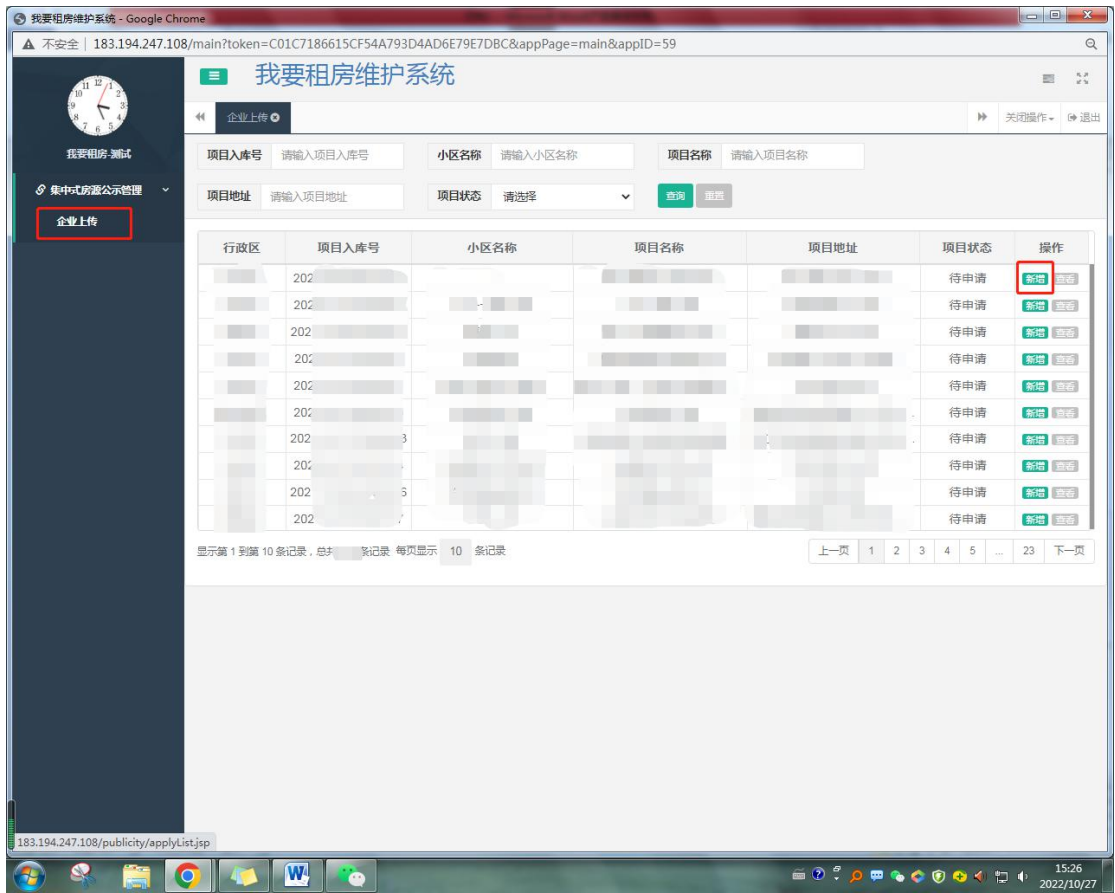 我要租房维护系统 - Google Chrome
不安全 | 183.194.247.108/main?token=C01C7186615CF54A793D4AD6E79E7DBC&appPage=main&appID=59
我要租房维护系统
企业上传 关闭操作 退出
我要租房-测试
集中式房源公示管理
企业上传
项目入库号 请输入项目入库号 小区名称 请输入小区名称 项目名称 请输入项目名称
项目地址 请输入项目地址 项目状态 请选择 查询 重置
行政区 项目入库号 小区名称 项目名称 项目地址 项目状态 操作
202 待申请 新增 查看
202 待申请 新增 查看
202 待申请 新增 查看
202 待申请 新增 查看
202 待申请 新增 查看
202 待申请 新增 查看
202 3 待申请 新增 查看
202 待申请 新增 查看
202 6 待申请 新增 查看
202 待申请 新增 查看
显示第 1 到第 10 条记录，总共 条记录 每页显示 10 条记录 上一页 1 2 3 4 5 ... 23 下一页
183.194.247.108/publicity/applyList.jsp
15:26
2022/10/27